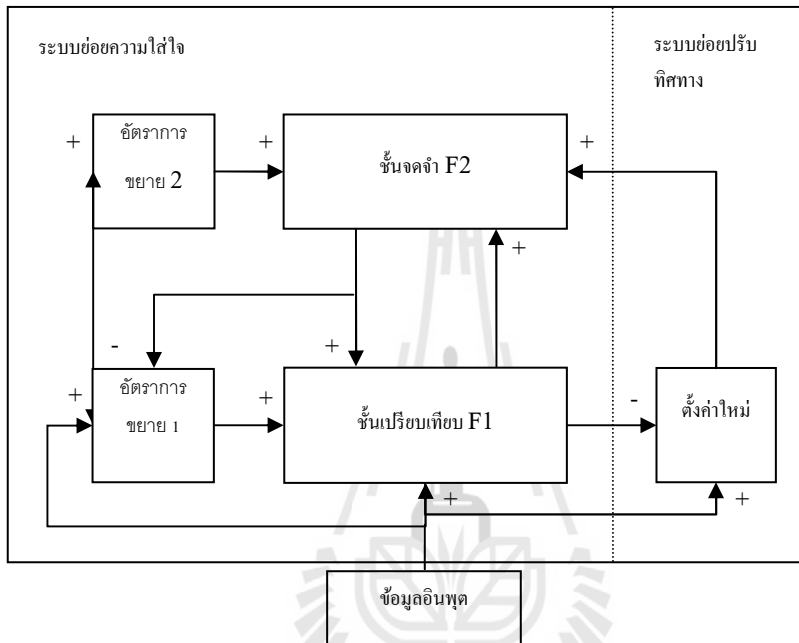 ระบบย่อยความใส่ใจ
ระบบย่อยปรับ
ทิศทาง
+
อัตราการ
ขยาย 2
+
ชั้นจดจำ F2
+
+
-
+
+
อัตราการ
ขยาย 1
+
ชั้นเปรียบเทียบ F1
-
ตั้งค่าใหม่
+
+
ข้อมูลอินพุต